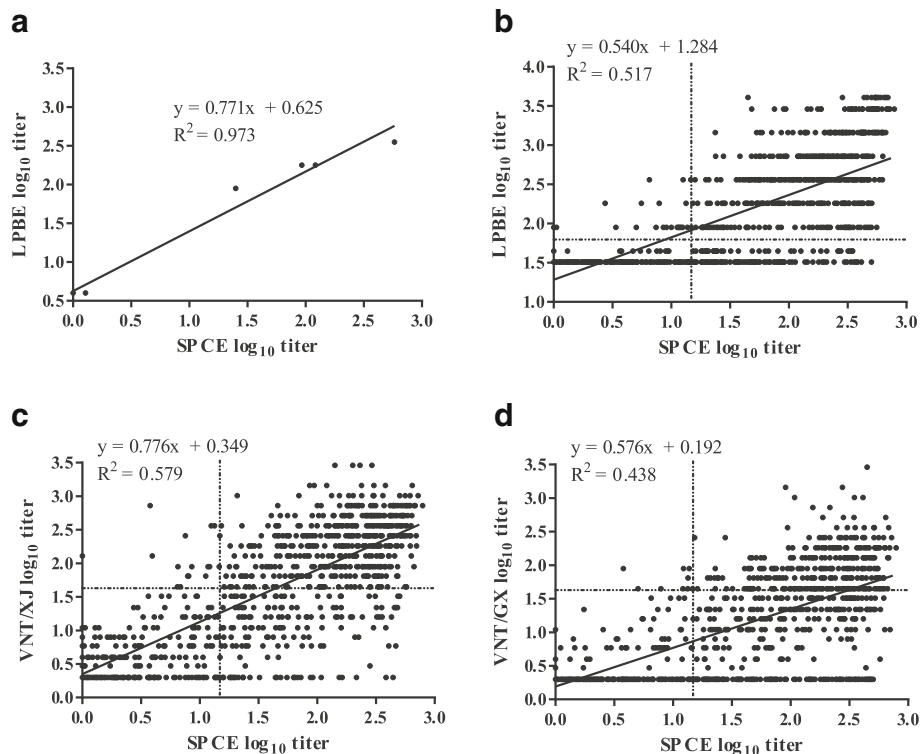 a
y = 0.771x + 0.625
R² = 0.973
LPBE log₁₀ titer
3.5
3.0
2.5
2.0
1.5
1.0
0.5
0.0 0.5 1.0 1.5 2.0 2.5 3.0
SPCE log₁₀ titer
b
y = 0.540x + 1.284
R² = 0.517
LPBE log₁₀ titer
4.0
3.5
3.0
2.5
2.0
1.5
1.0
0.0 0.5 1.0 1.5 2.0 2.5 3.0
SPCE log₁₀ titer
c
y = 0.776x + 0.349
R² = 0.579
VNT/XJ log₁₀ titer
3.5
3.0
2.5
2.0
1.5
1.0
0.5
0.0
0.0 0.5 1.0 1.5 2.0 2.5 3.0
SPCE log₁₀ titer
d
y = 0.576x + 0.192
R² = 0.438
VNT/GX log₁₀ titer
3.5
3.0
2.5
2.0
1.5
1.0
0.5
0.0
0.0 0.5 1.0 1.5 2.0 2.5 3.0
SPCE log₁₀ titer